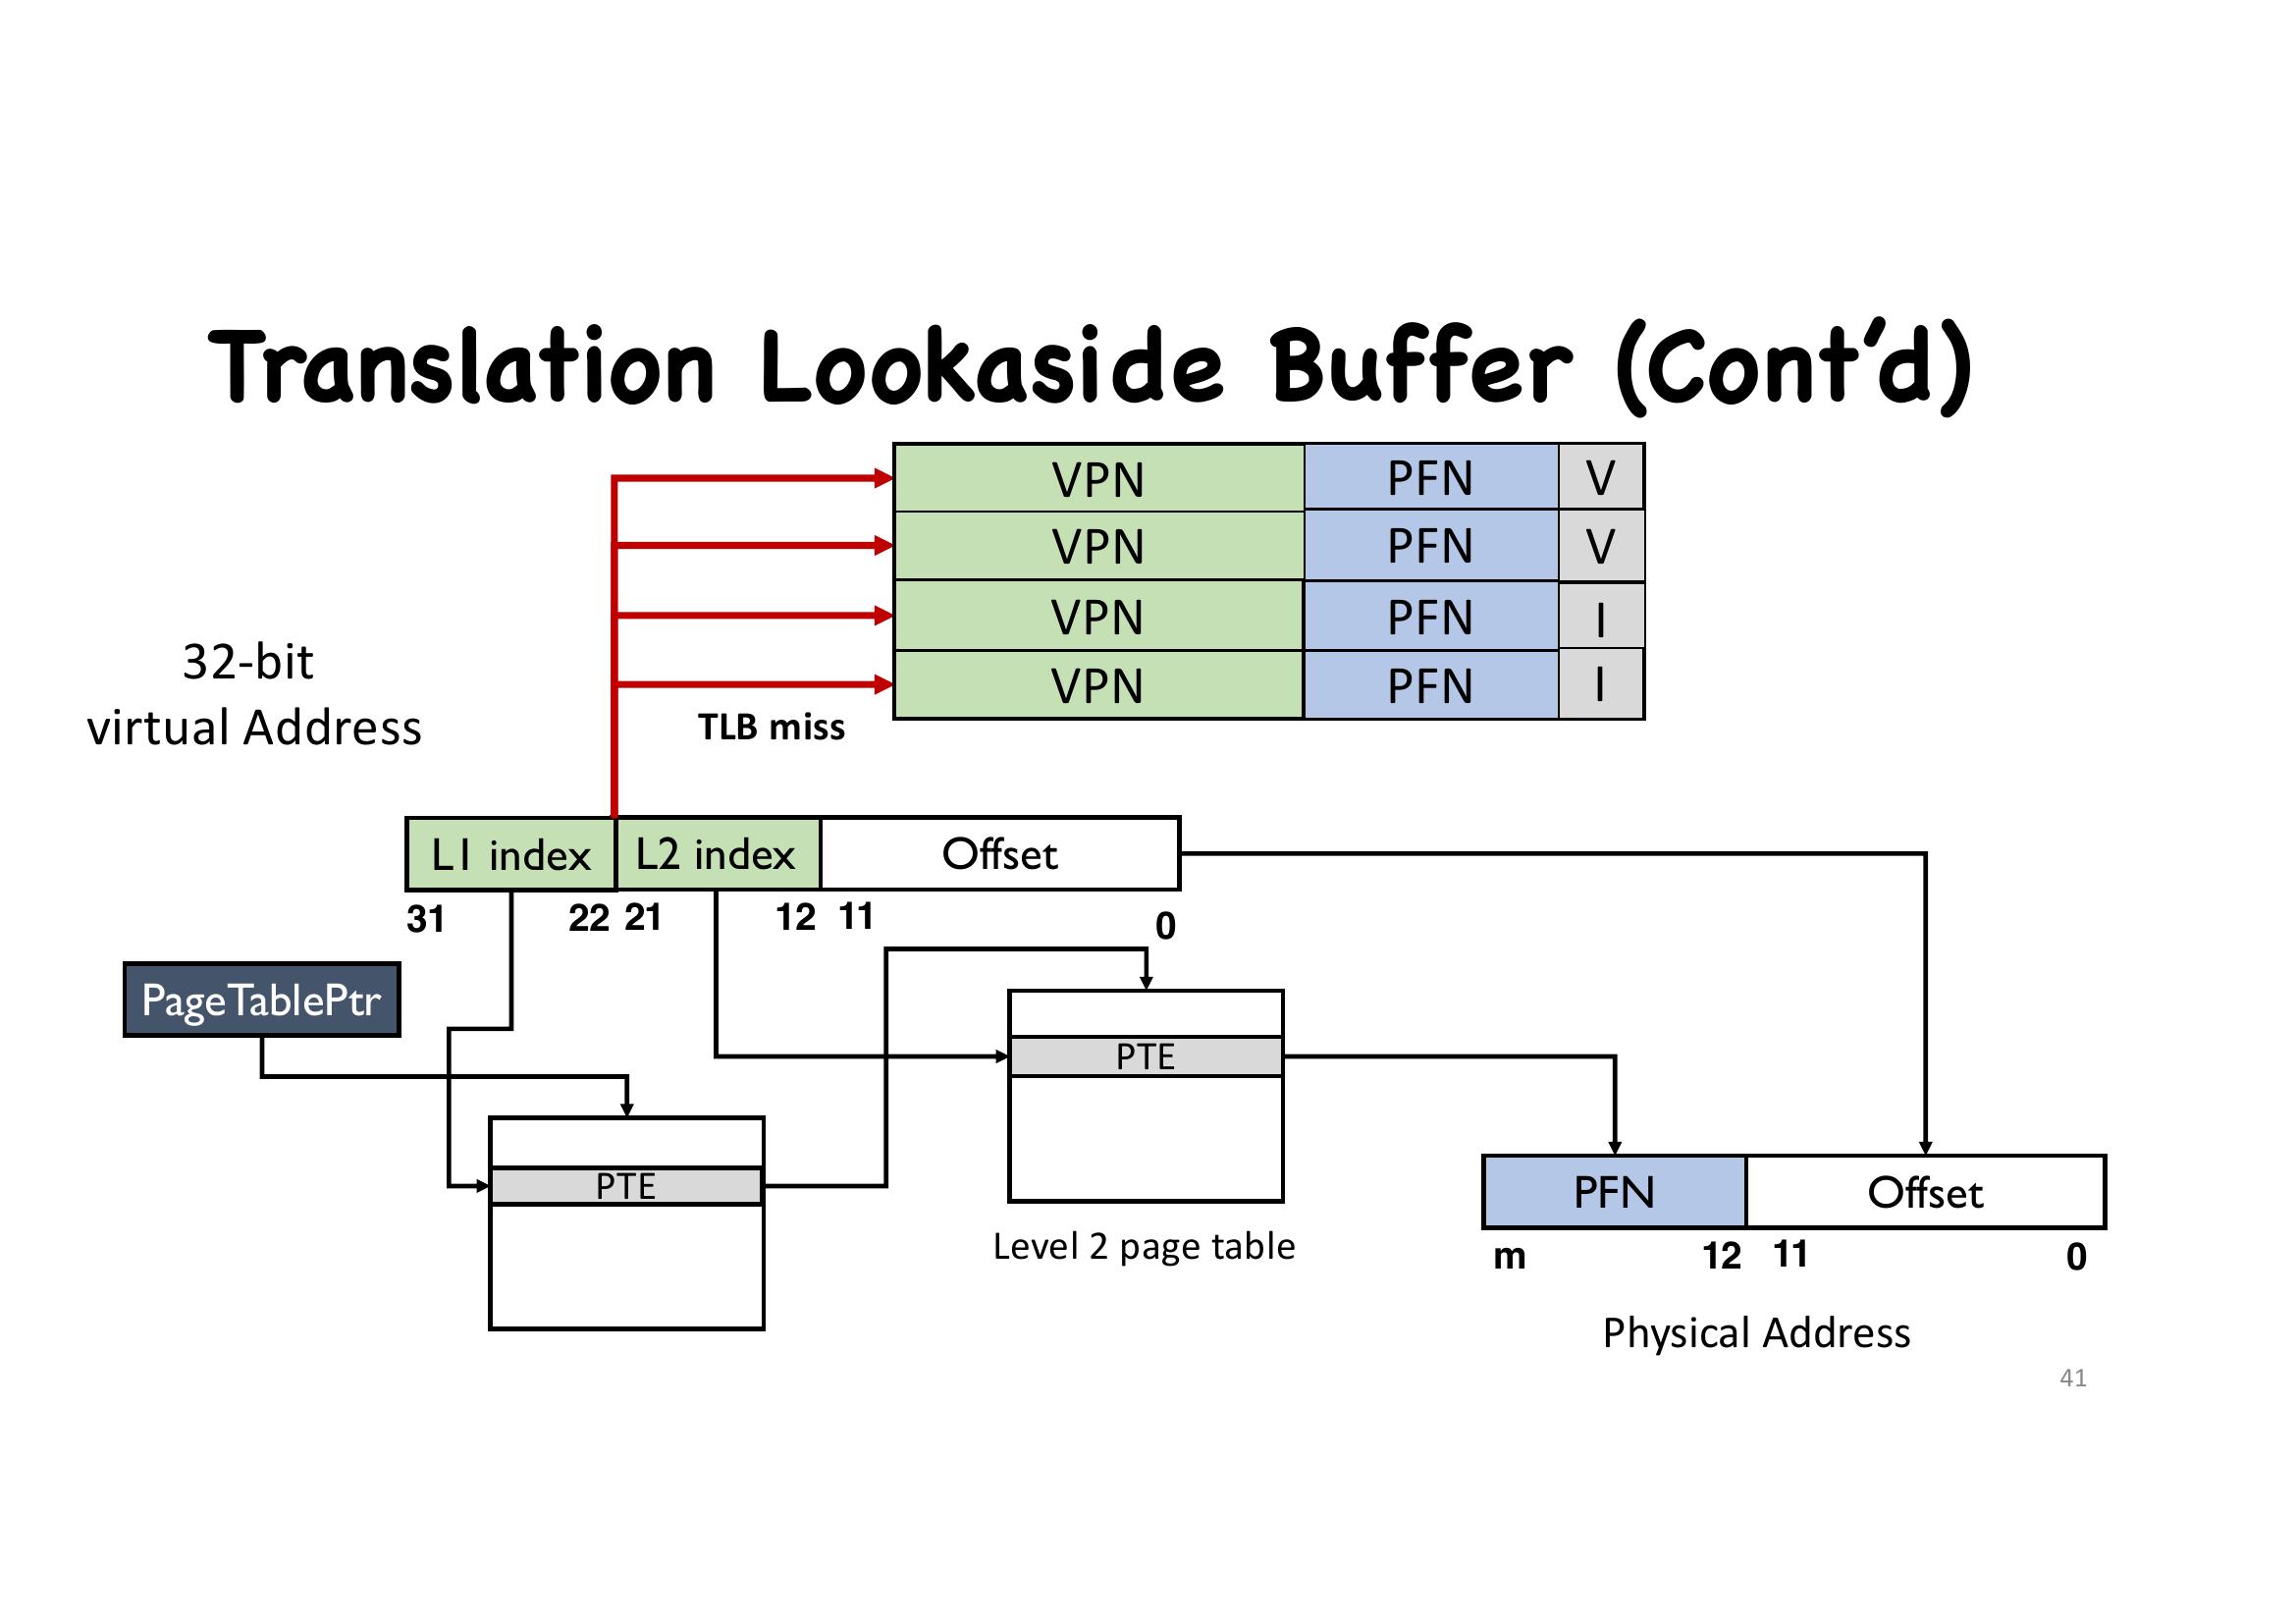 Translation Lookaside Buffer (Cont'd)
VPN PFN V
VPN PFN V
VPN PFN I
VPN PFN I
TLB miss
32-bit
virtual Address
L1 index L2 index Offset
31 22 21 12 11 0
PageTablePtr
PTE
PTE
Level 2 page table
PFN Offset
m 12 11 0
Physical Address
41